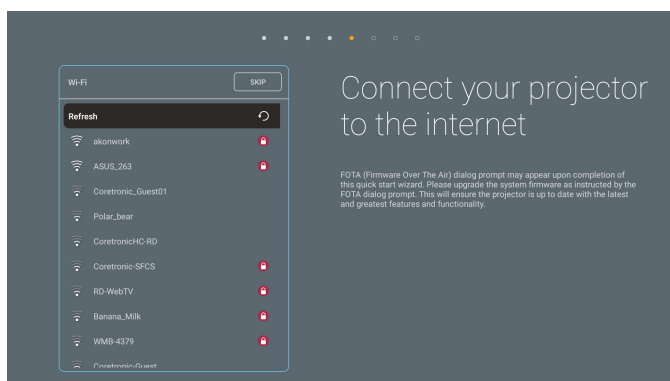 Wi-Fi
SKIP
Refresh
akonwork
ASUS_263
Coretronic_Guest01
Polar_bear
CoretronicHC-RD
Coretronic-SFCS
RD-WebTV
Banana_Milk
WMB-4379
Coretronic-Guest
Connect your projector
to the internet
FOTA (Firmware Over The Air) dialog prompt may appear upon completion of
this quick start wizard. Please upgrade the system firmware as instructed by the
FOTA dialog prompt. This will ensure the projector is up to date with the latest
and greatest features and functionality.